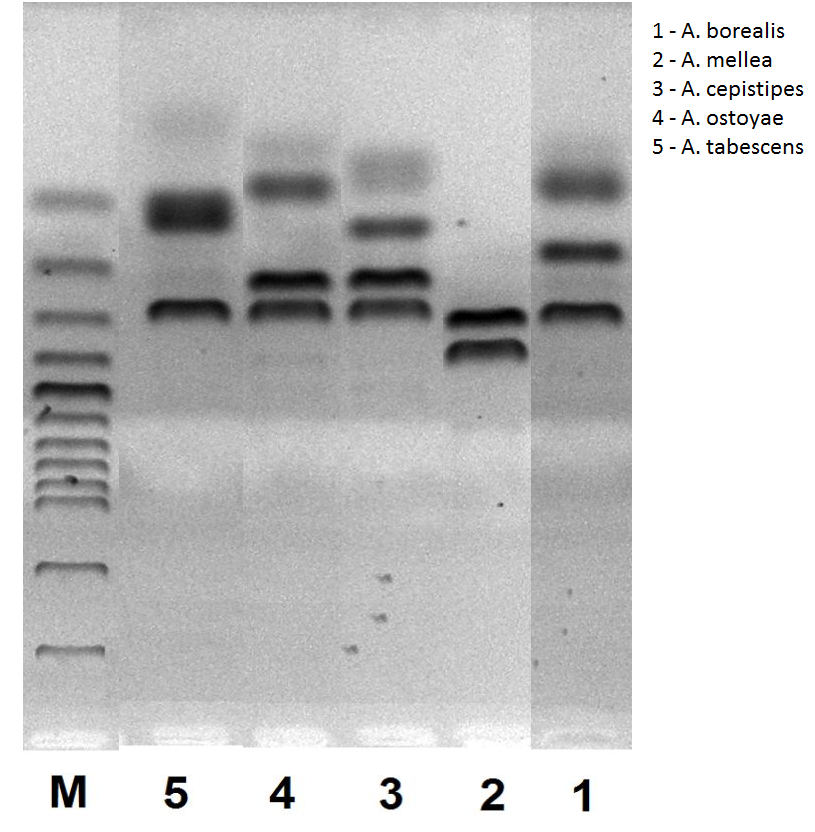 1 - A. borealis
2 - A. mellea
3 - A. cepistipes
4 - A. ostoyae
5 - A. tabescens
M 5 4 3 2 1